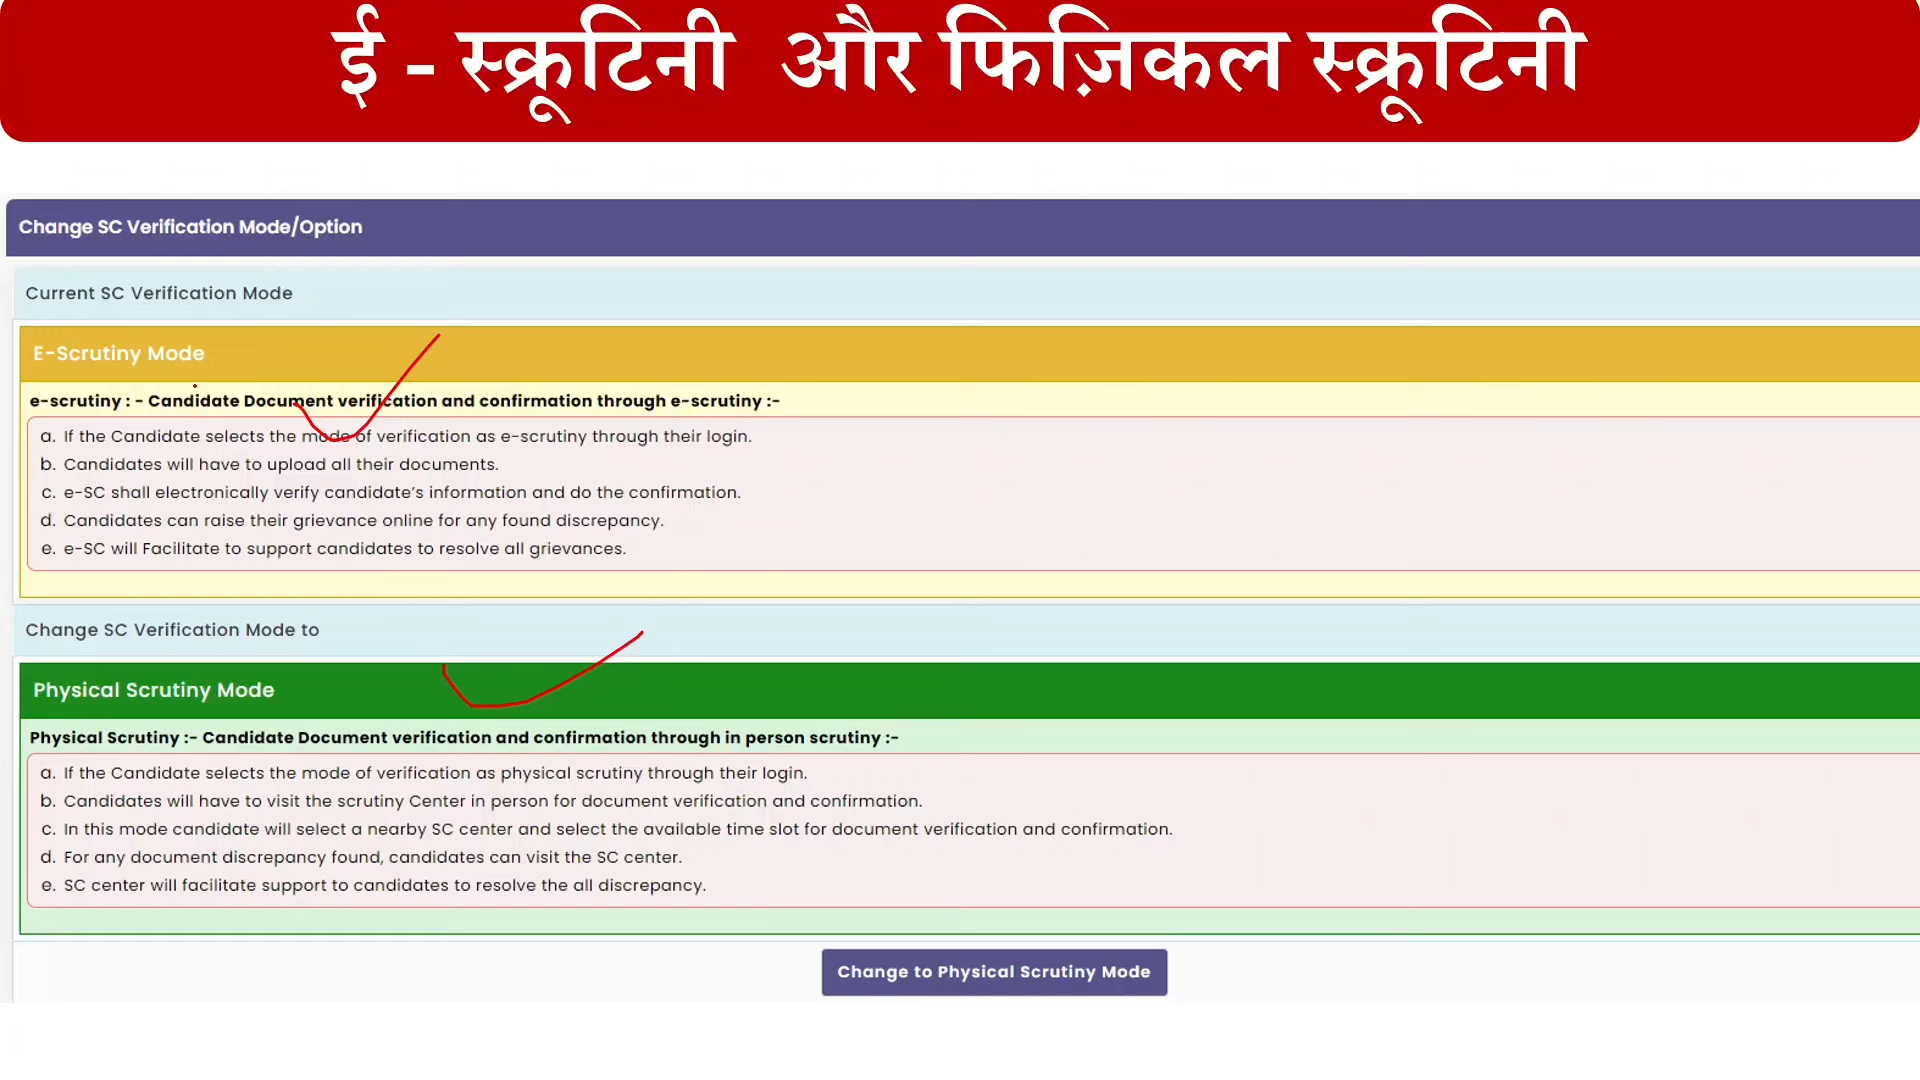 ई - स्क्रूटिनी और फिज़िकल स्क्रूटिनी
Change SC Verification Mode/Option
Current SC Verification Mode
E-Scrutiny Mode
e-scrutiny : - Candidate Document verification and confirmation through e-scrutiny :-
a. If the Candidate selects the mode of verification as e-scrutiny through their login.
b. Candidates will have to upload all their documents.
c. e-SC shall electronically verify candidate's information and do the confirmation.
d. Candidates can raise their grievance online for any found discrepancy.
e. e-SC will Facilitate to support candidates to resolve all grievances.
Change SC Verification Mode to
Physical Scrutiny Mode
Physical Scrutiny :- Candidate Document verification and confirmation through in person scrutiny :-
a. If the Candidate selects the mode of verification as physical scrutiny through their login.
b. Candidates will have to visit the scrutiny Center in person for document verification and confirmation.
c. In this mode candidate will select a nearby SC center and select the available time slot for document verification and confirmation.
d. For any document discrepancy found, candidates can visit the SC center.
e. SC center will facilitate support to candidates to resolve the all discrepancy.
Change to Physical Scrutiny Mode